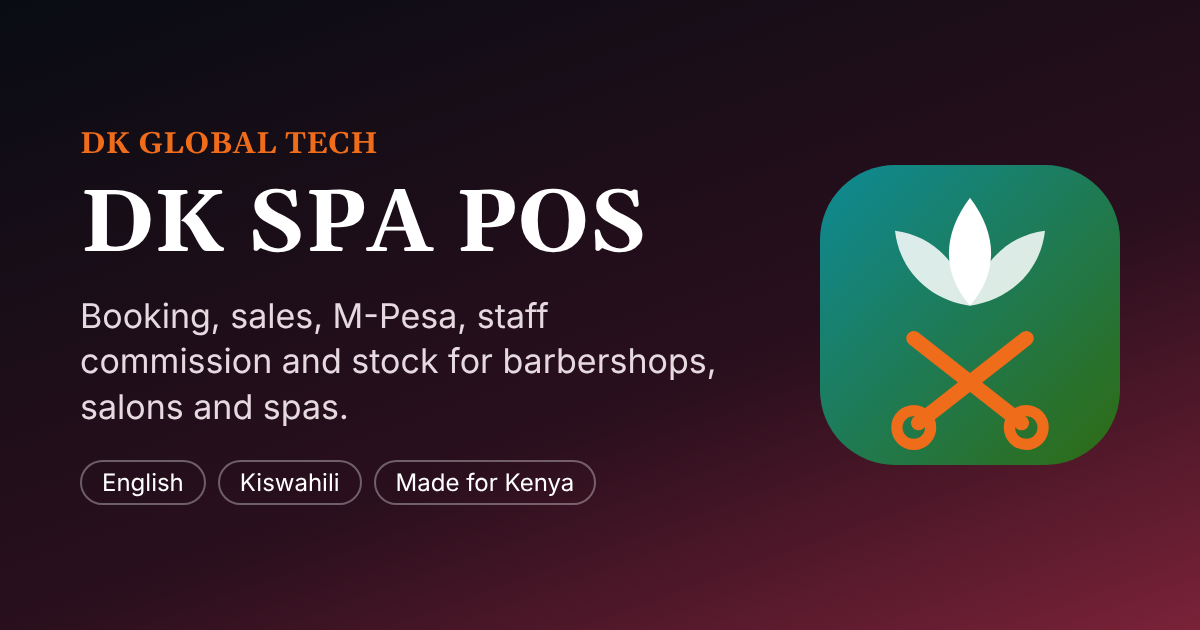 DK GLOBAL TECH
DK SPA POS
Booking, sales, M-Pesa, staff
commission and stock for barbershops,
salons and spas.
English
Kiswahili
Made for Kenya